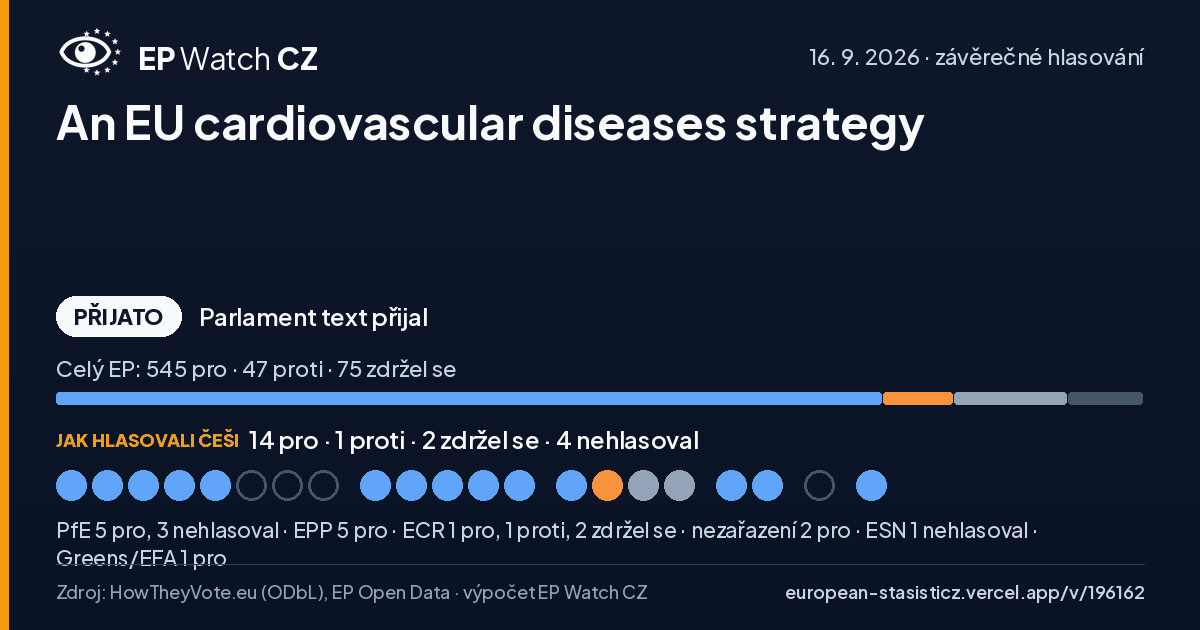 EP Watch CZ
16. 9. 2026 · závěrečné hlasování
An EU cardiovascular diseases strategy
PŘIJATO Parlament text přijal
Celý EP: 545 pro · 47 proti · 75 zdržel se
JAK HLASOVALI ČEŠI 14 pro · 1 proti · 2 zdržel se · 4 nehlasoval
PfE 5 pro, 3 nehlasoval · EPP 5 pro · ECR 1 pro, 1 proti, 2 zdržel se · nezařazení 2 pro · ESN 1 nehlasoval ·
Greens/EFA 1 pro
Zdroj: HowTheyVote.eu (ODbL), EP Open Data · výpočet EP Watch CZ
european-stasisticz.vercel.app/v/196162